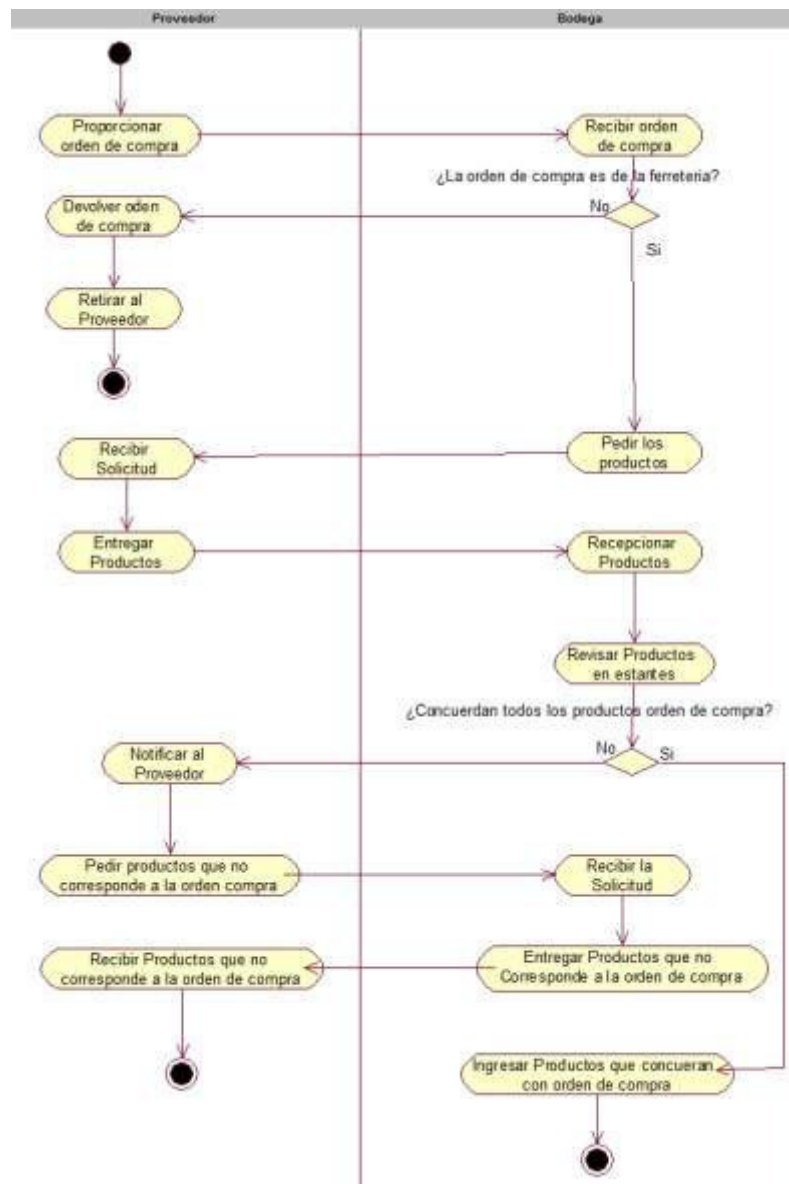 Proveedor
Bodega
Proporcionar
orden de compra
Recibir orden
de compra
¿La orden de compra es de la ferreteria?
Devolver oden
de compra
No
Si
Retirar al
Proveedor
Recibir
Solicitud
Pedir los
productos
Entregar
Productos
Recepcionar
Productos
Revisar Productos
en estantes
¿Concuerdan todos los productos orden de compra?
Notificar al
Proveedor
No
Si
Pedir productos que no
corresponde a la orden compra
Recibir la
Solicitud
Recibir Productos que no
corresponde a la orden de compra
Entregar Productos que no
Corresponde a la orden de compra
Ingresar Productos que concueran
con orden de compra